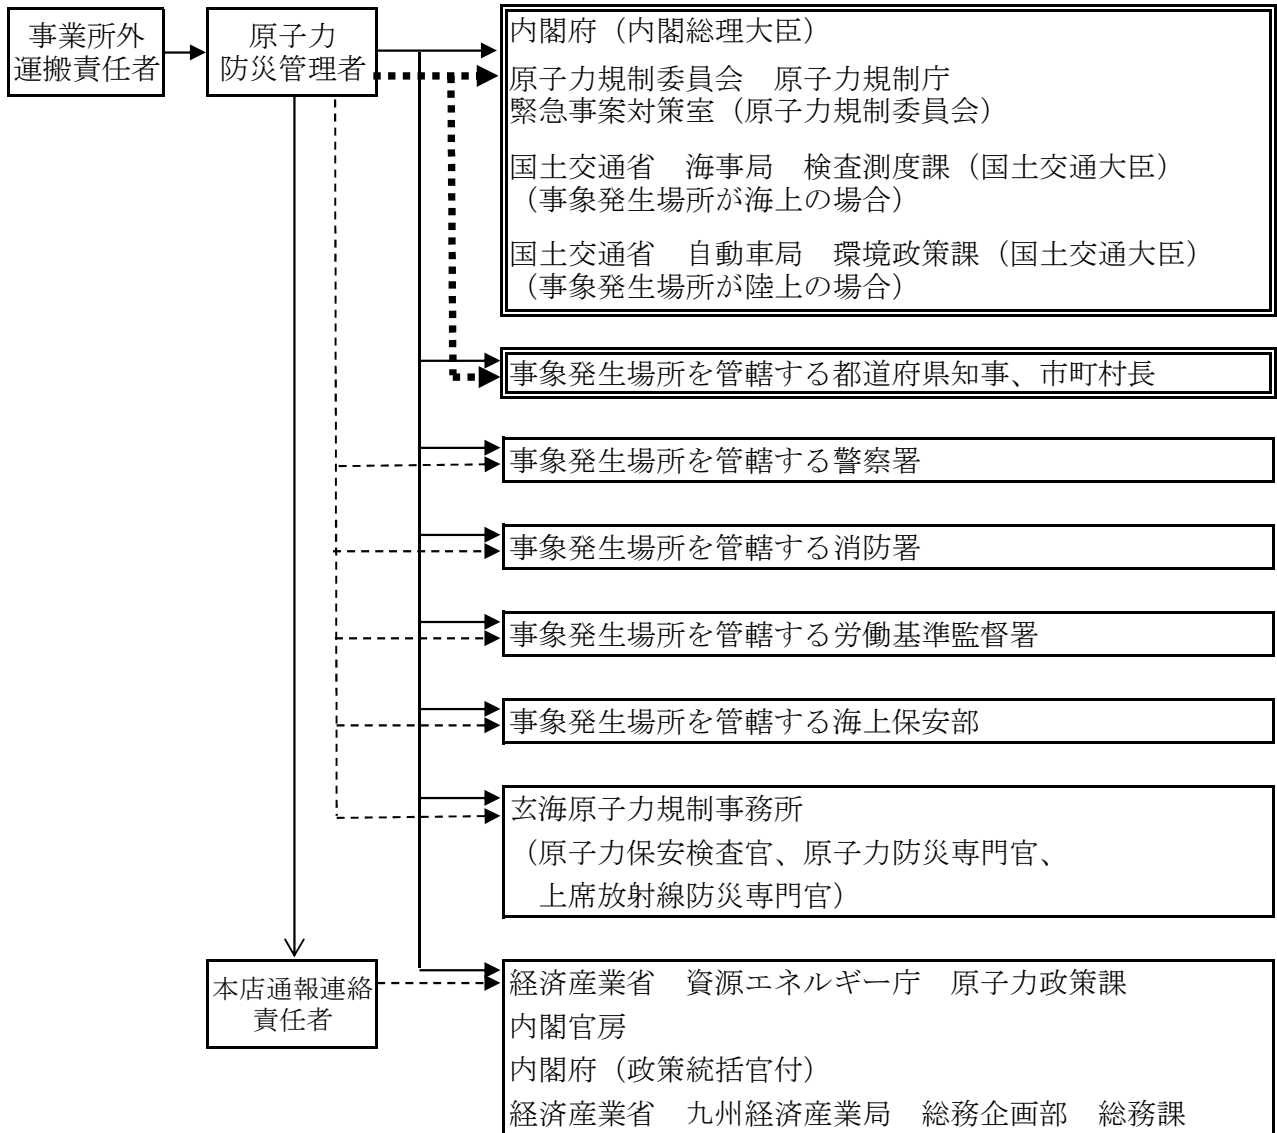 事業所外
運搬責任者
原子力
防災管理者
内閣府（内閣総理大臣）
原子力規制委員会　原子力規制庁
緊急事案対策室（原子力規制委員会）
国土交通省　海事局　検査測度課（国土交通大臣）
（事象発生場所が海上の場合）
国土交通省　自動車局　環境政策課（国土交通大臣）
（事象発生場所が陸上の場合）
事象発生場所を管轄する都道府県知事、市町村長
事象発生場所を管轄する警察署
事象発生場所を管轄する消防署
事象発生場所を管轄する労働基準監督署
事象発生場所を管轄する海上保安部
玄海原子力規制事務所
（原子力保安検査官、原子力防災専門官、
上席放射線防災専門官）
本店通報連絡
責任者
経済産業省　資源エネルギー庁　原子力政策課
内閣官房
内閣府（政策統括官付）
経済産業省　九州経済産業局　総務企画部　総務課